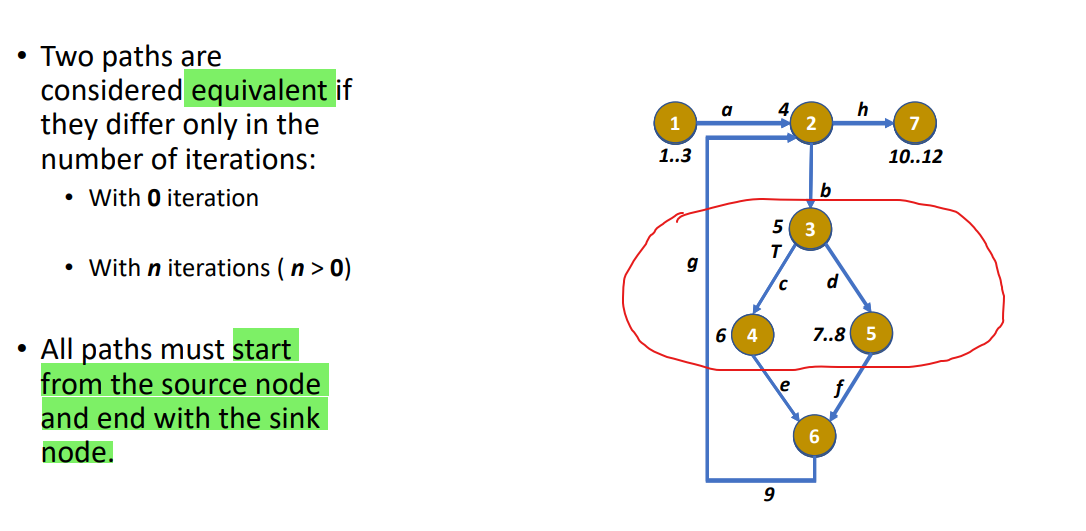 • Two paths are
considered equivalent if
they differ only in the
number of iterations:
• With 0 iteration
• With n iterations ( n > 0)
• All paths must start
from the source node
and end with the sink
node.
1 a 4 2 h 7
1..3 10..12
b
5 3
T
g c d
6 4 7..8 5
e f
6
9